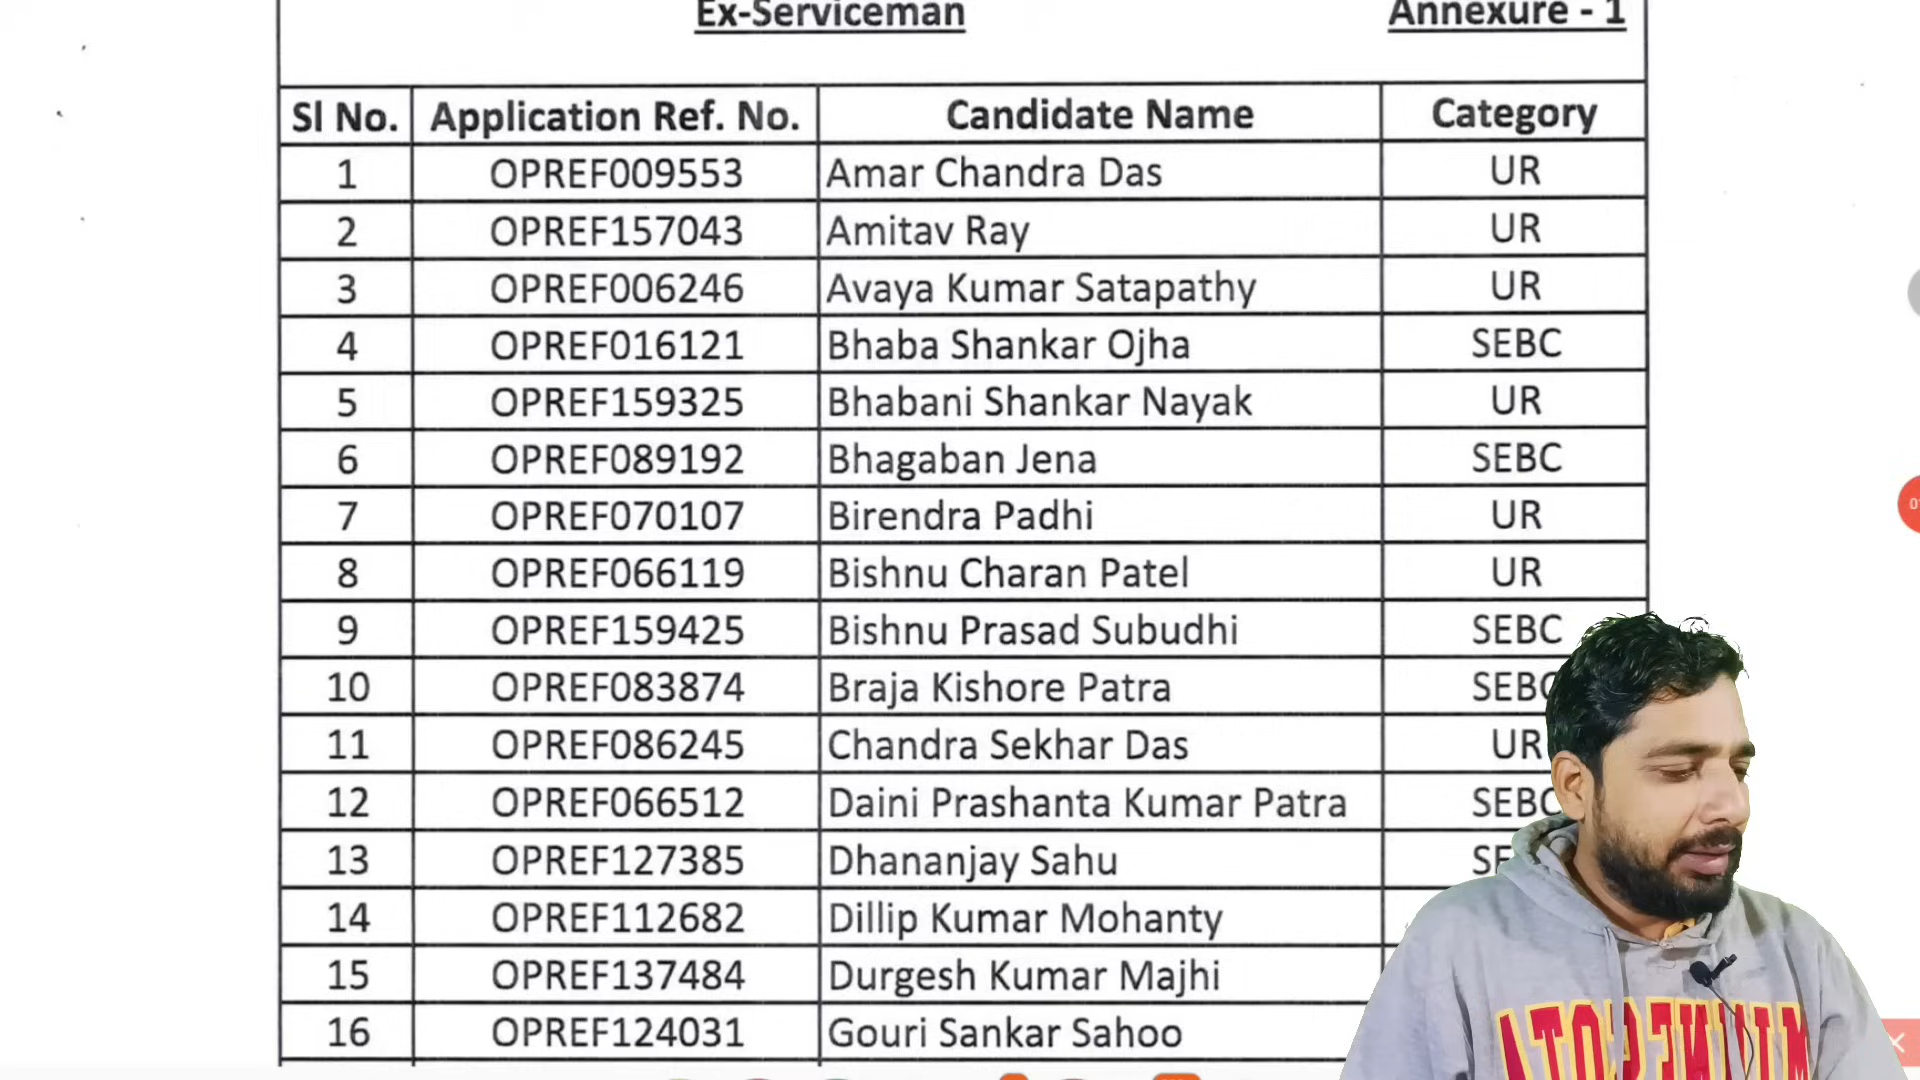 Ex-Serviceman Annexure - 1
Sl No. Application Ref. No. Candidate Name Category
1 OPREF009553 Amar Chandra Das UR
2 OPREF157043 Amitav Ray UR
3 OPREF006246 Avaya Kumar Satapathy UR
4 OPREF016121 Bhaba Shankar Ojha SEBC
5 OPREF159325 Bhabani Shankar Nayak UR
6 OPREF089192 Bhagaban Jena SEBC
7 OPREF070107 Birendra Padhi UR
8 OPREF066119 Bishnu Charan Patel UR
9 OPREF159425 Bishnu Prasad Subudhi SEBC
10 OPREF083874 Braja Kishore Patra SEBC
11 OPREF086245 Chandra Sekhar Das UR
12 OPREF066512 Daini Prashanta Kumar Patra SEBC
13 OPREF127385 Dhananjay Sahu
14 OPREF112682 Dillip Kumar Mohanty
15 OPREF137484 Durgesh Kumar Majhi
16 OPREF124031 Gouri Sankar Sahoo